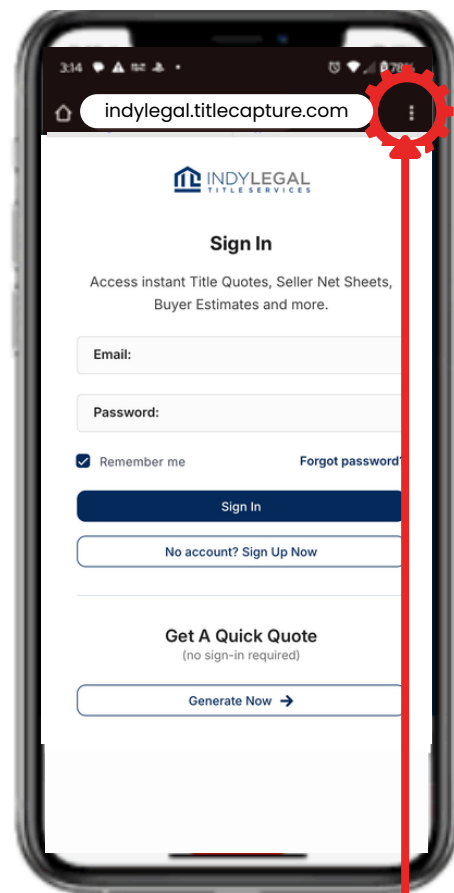 3:14
78%
indylegal.titlecapture.com
INDYLEGAL
TITLE SERVICES
Sign In
Access instant Title Quotes, Seller Net Sheets,
Buyer Estimates and more.
Email:
Password:
Remember me
Forgot password?
Sign In
No account? Sign Up Now
Get A Quick Quote
(no sign-in required)
Generate Now →